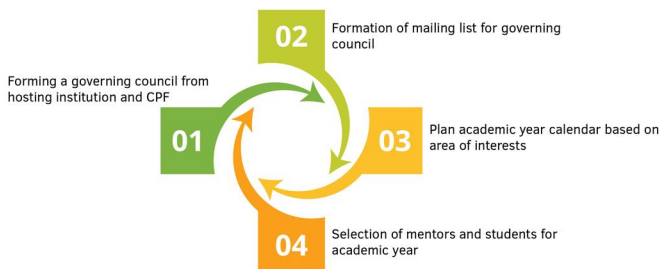 01
Forming a governing council from
hosting institution and CPF
02
Formation of mailing list for governing
council
03
Plan academic year calendar based on
area of interests
04
Selection of mentors and students for
academic year